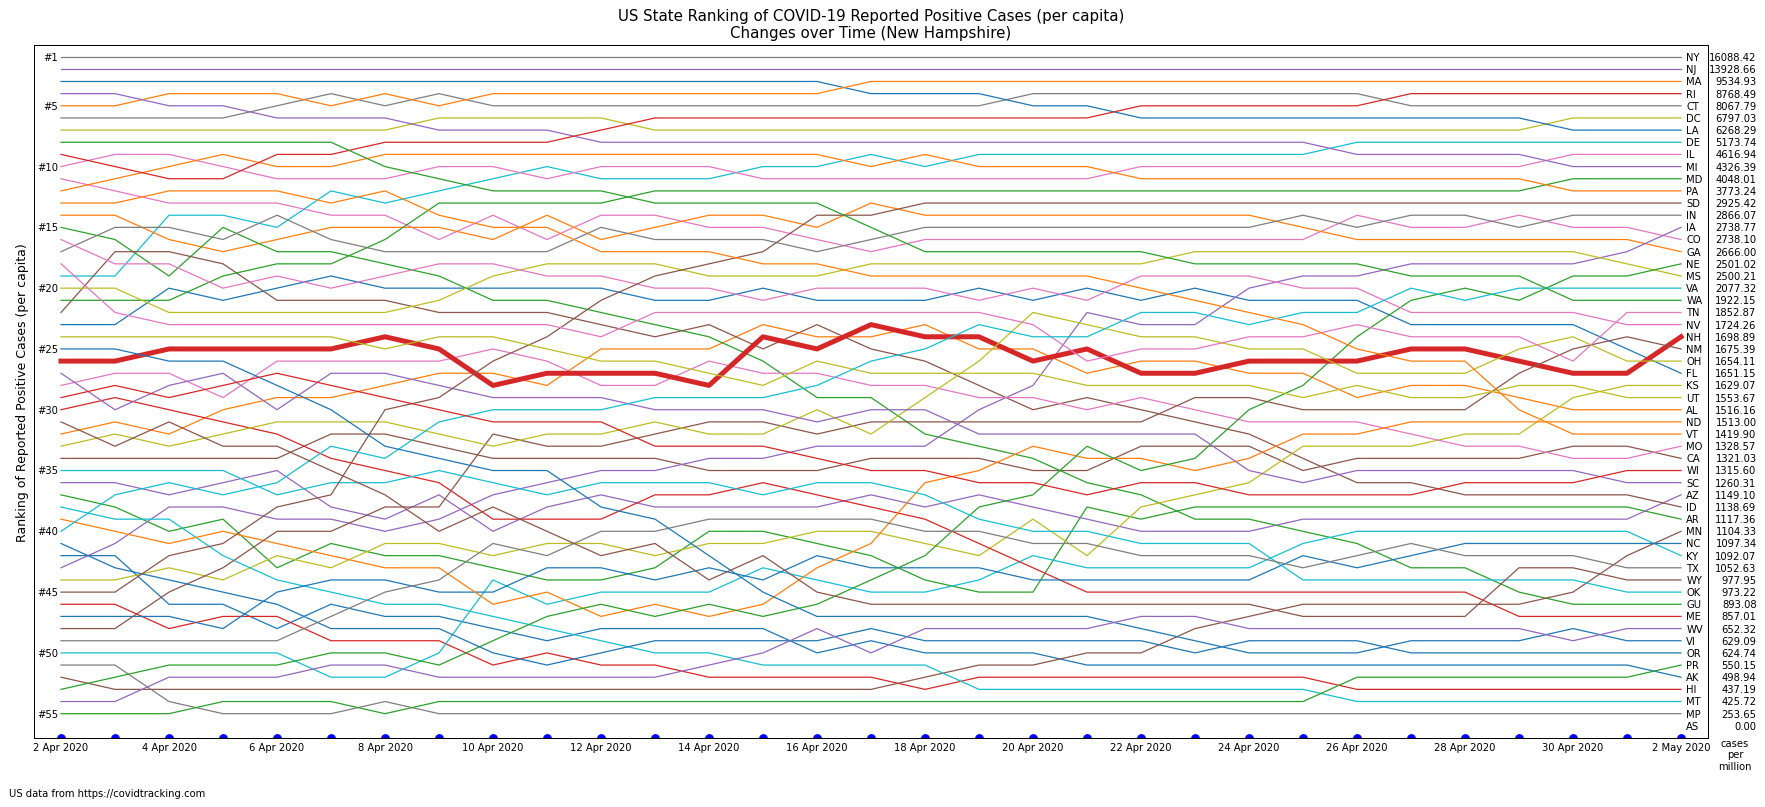 US State Ranking of COVID-19 Reported Positive Cases (per capita)
Changes over Time (New Hampshire)
Ranking of Reported Positive Cases (per capita)
#1
#5
#10
#15
#20
#25
#30
#35
#40
#45
#50
#55
NY 16088.42
NJ 13928.66
MA 9534.93
RI 8768.49
CT 8067.79
DC 6797.03
LA 6268.29
DE 5173.74
IL 4616.94
MI 4326.39
MD 4048.01
PA 3773.24
SD 2925.42
IN 2866.07
IA 2738.77
CO 2738.10
GA 2666.00
NE 2501.02
MS 2500.21
VA 2077.32
WA 1922.15
TN 1852.87
NV 1724.26
NH 1698.89
NM 1675.39
OH 1654.11
FL 1651.15
KS 1629.07
UT 1553.67
AL 1516.16
ND 1513.00
VT 1419.90
MO 1328.57
CA 1321.03
WI 1315.60
SC 1260.31
AZ 1149.10
ID 1138.69
AR 1117.36
MN 1104.33
NC 1097.34
KY 1092.07
TX 1052.63
WY 977.95
OK 973.22
GU 893.08
ME 857.01
WV 652.32
VI 629.09
OR 624.74
PR 550.15
AK 498.94
HI 437.19
MT 425.72
MP 253.65
AS 0.00
2 Apr 2020 4 Apr 2020 6 Apr 2020 8 Apr 2020 10 Apr 2020 12 Apr 2020 14 Apr 2020 16 Apr 2020 18 Apr 2020 20 Apr 2020 22 Apr 2020 24 Apr 2020 26 Apr 2020 28 Apr 2020 30 Apr 2020 2 May 2020
cases
per
million
US data from https://covidtracking.com